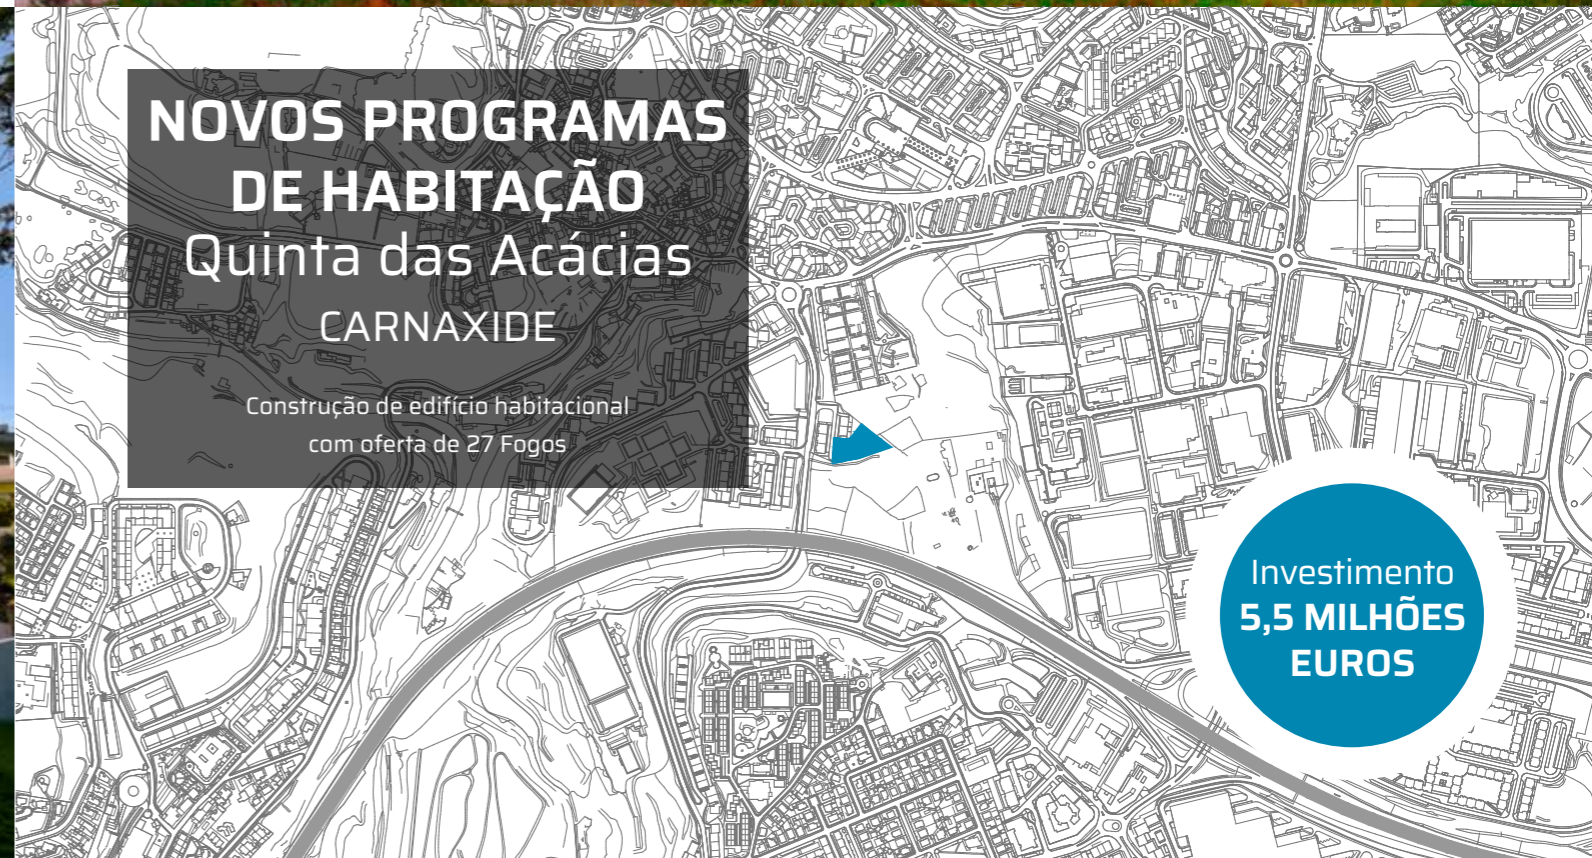 NOVOS PROGRAMAS
DE HABITAÇÃO
Quinta das Acácias
CARNAXIDE
Construção de edifício habitacional
com oferta de 27 Fogos
Investimento
5,5 MILHÕES
EUROS